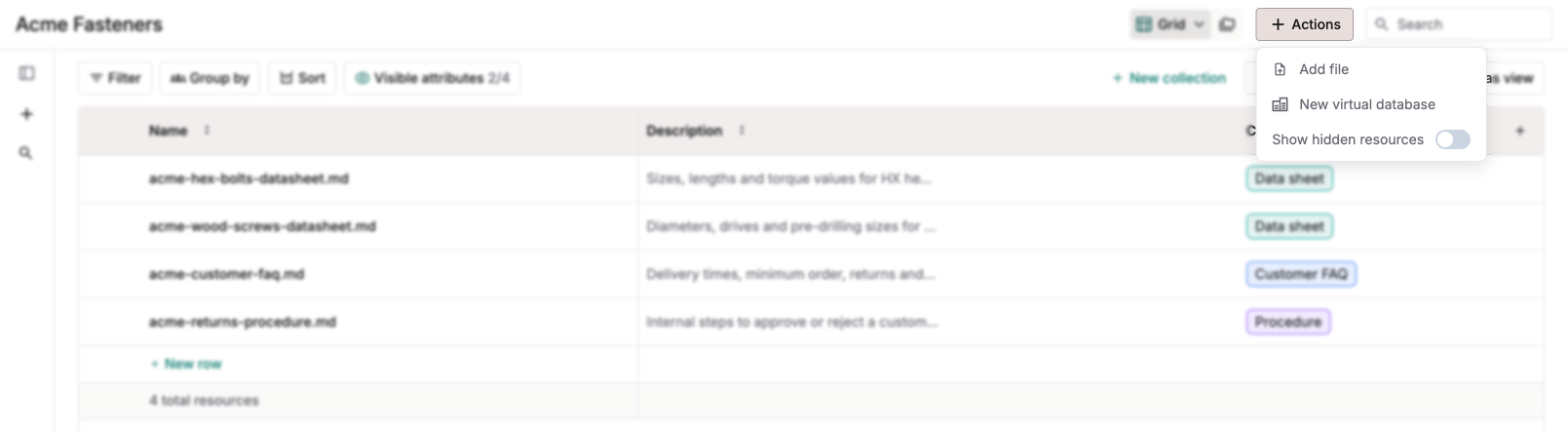 Acme Fasteners
Grid
Actions
Search
Filter
Group by
Sort
Visible attributes 2/4
+ New collection
as view
Add file
New virtual database
Show hidden resources
Name
Description
C
acme-hex-bolts-datasheet.md
Sizes, lengths and torque values for HX he...
Data sheet
acme-wood-screws-datasheet.md
Diameters, drives and pre-drilling sizes for ...
Data sheet
acme-customer-faq.md
Delivery times, minimum order, returns and...
Customer FAQ
acme-returns-procedure.md
Internal steps to approve or reject a custom...
Procedure
+ New row
4 total resources